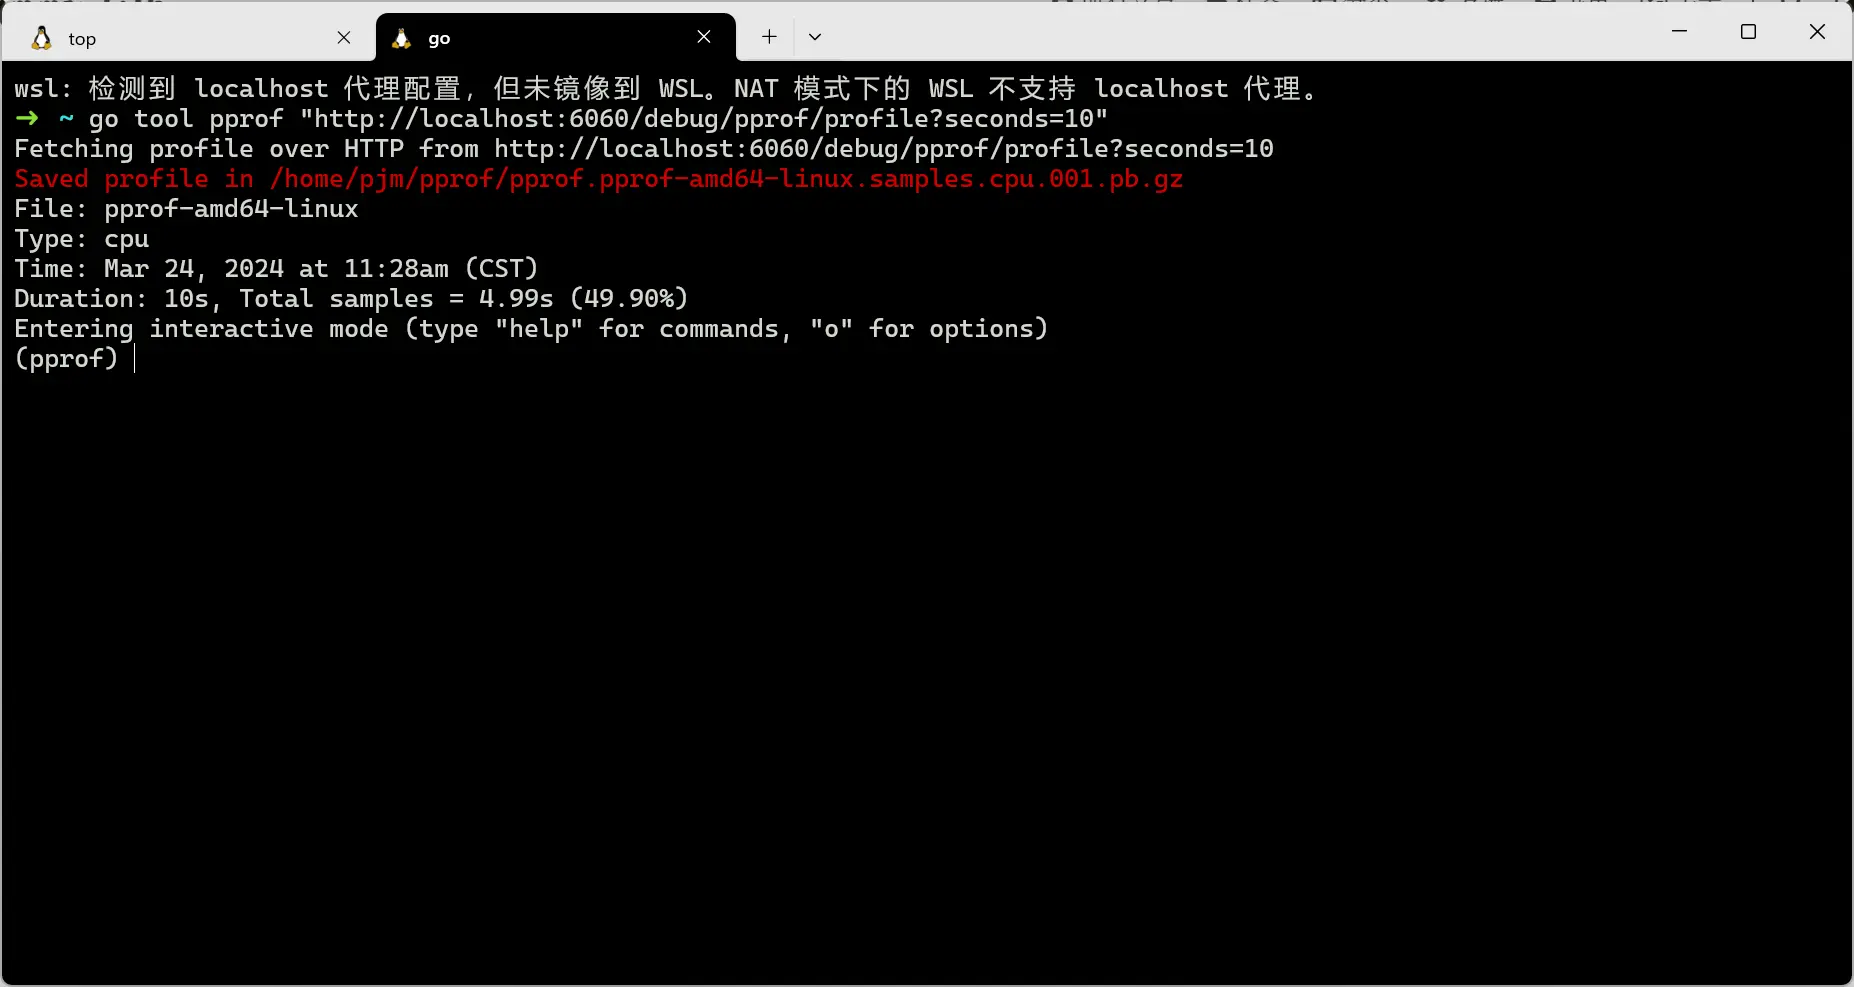 top
go
wsl: 检测到 localhost 代理配置，但未镜像到 WSL。NAT 模式下的 WSL 不支持 localhost 代理。
→ ~ go tool pprof "http://localhost:6060/debug/pprof/profile?seconds=10"
Fetching profile over HTTP from http://localhost:6060/debug/pprof/profile?seconds=10
Saved profile in /home/pjm/pprof/pprof.pprof-amd64-linux.samples.cpu.001.pb.gz
File: pprof-amd64-linux
Type: cpu
Time: Mar 24, 2024 at 11:28am (CST)
Duration: 10s, Total samples = 4.99s (49.90%)
Entering interactive mode (type "help" for commands, "o" for options)
(pprof)